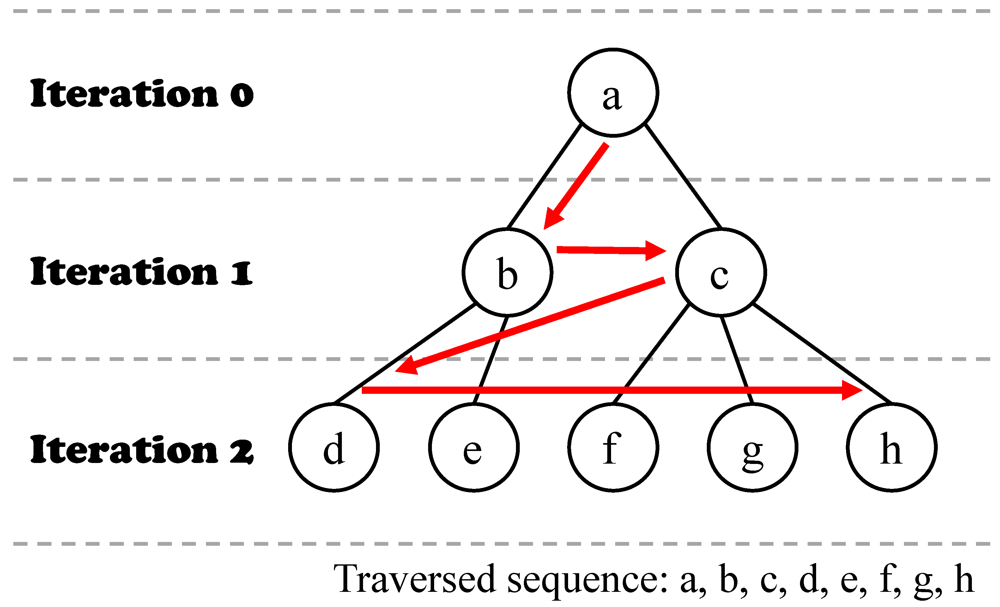 Iteration 0
a
Iteration 1
b
c
Iteration 2
d
e
f
g
h
Traversed sequence: a, b, c, d, e, f, g, h